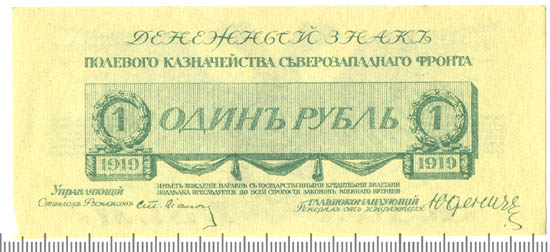 ДЕНЕЖНЫЙ ЗНАКЪ
ПОЛЕВОГО КАЗНАЧЕЙСТВА СѢВЕРОЗАПАДНАГО ФРОНТА
1 ОДИНЪ РУБЛЬ 1
1919 1919
ИМѢЕТЪ ХОЖДЕНІЕ НАРАВНѢ СЪ ГОСУДАРСТВЕННЫМИ КРЕДИТНЫМИ БИЛЕТАМИ
ПОДДѢЛКА ПРЕСЛѢДУЕТСЯ ПО ВСЕЙ СТРОГОСТИ ЗАКОНОВЪ ВОЕННАГО ВРЕМЕНИ
Управляющій
Отдѣломъ Финансовъ
Главнокомандующій
Генералъ отъ инфантеріи Юденичъ